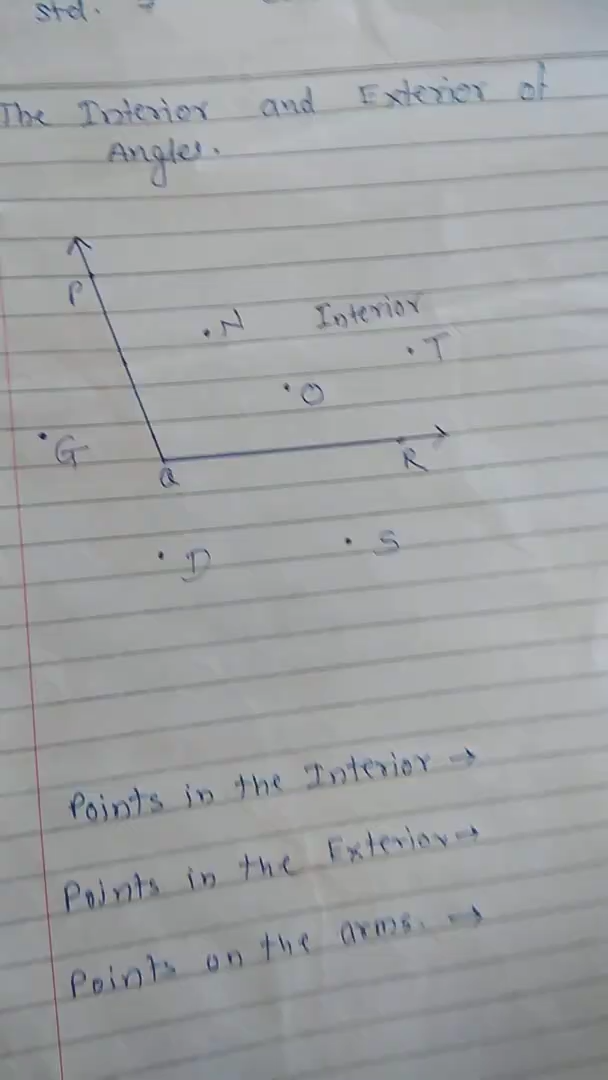 std.
The Interior and Exterior of
Angles.
P
N Interior
T
O
G
Q R
D S
Points in the Interior →
Points in the Exterior →
Points on the arms. →